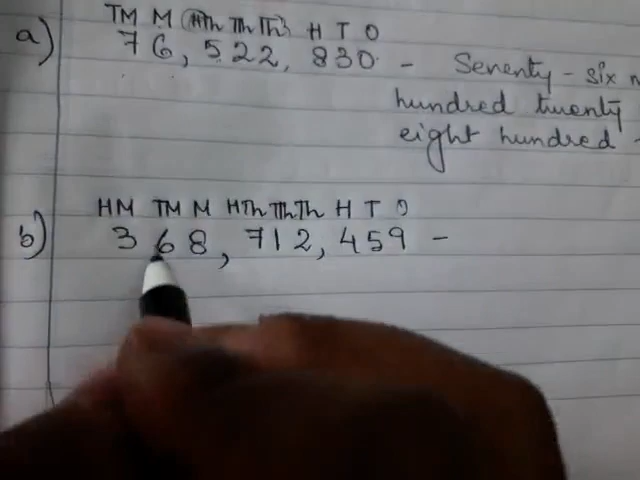 TM M HTh TTh Th H T O
a) 76, 522, 830 - Seventy-six
hundred twenty
eight hundred
HM TM M HTh TTh Th H T O
b) 368, 712, 459 -